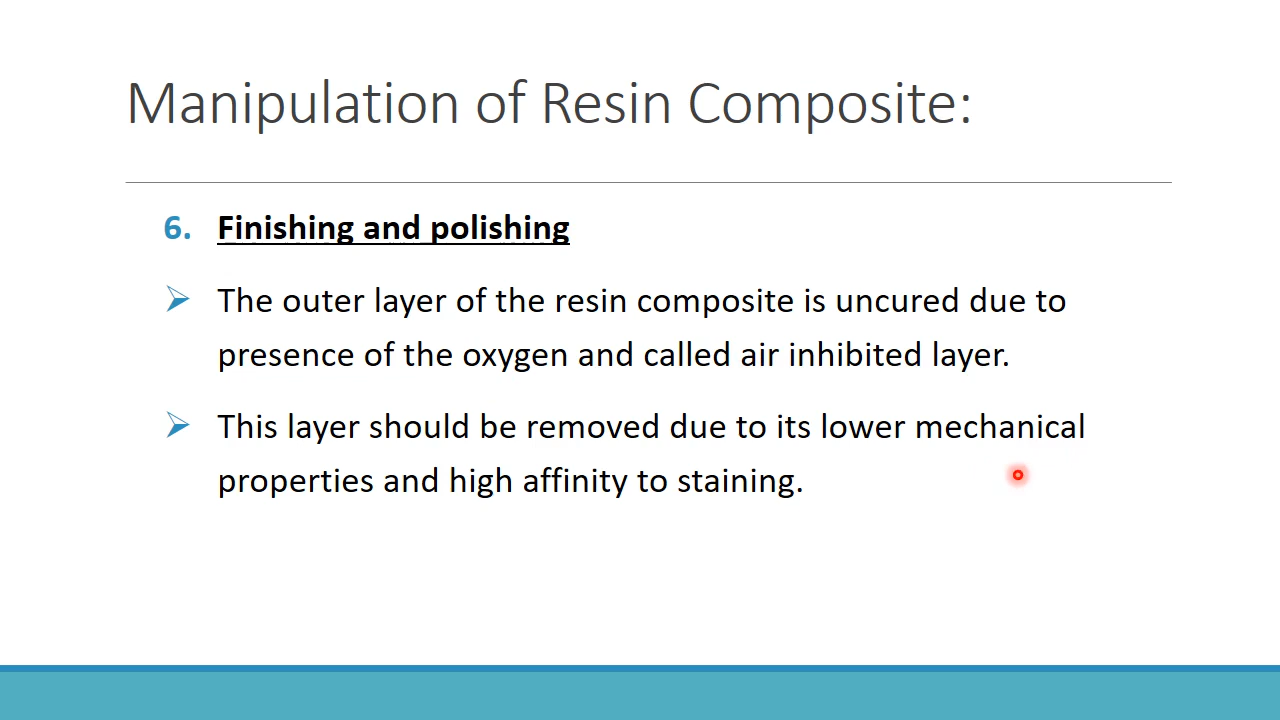 Manipulation of Resin Composite:
6. Finishing and polishing
The outer layer of the resin composite is uncured due to
presence of the oxygen and called air inhibited layer.
This layer should be removed due to its lower mechanical
properties and high affinity to staining.